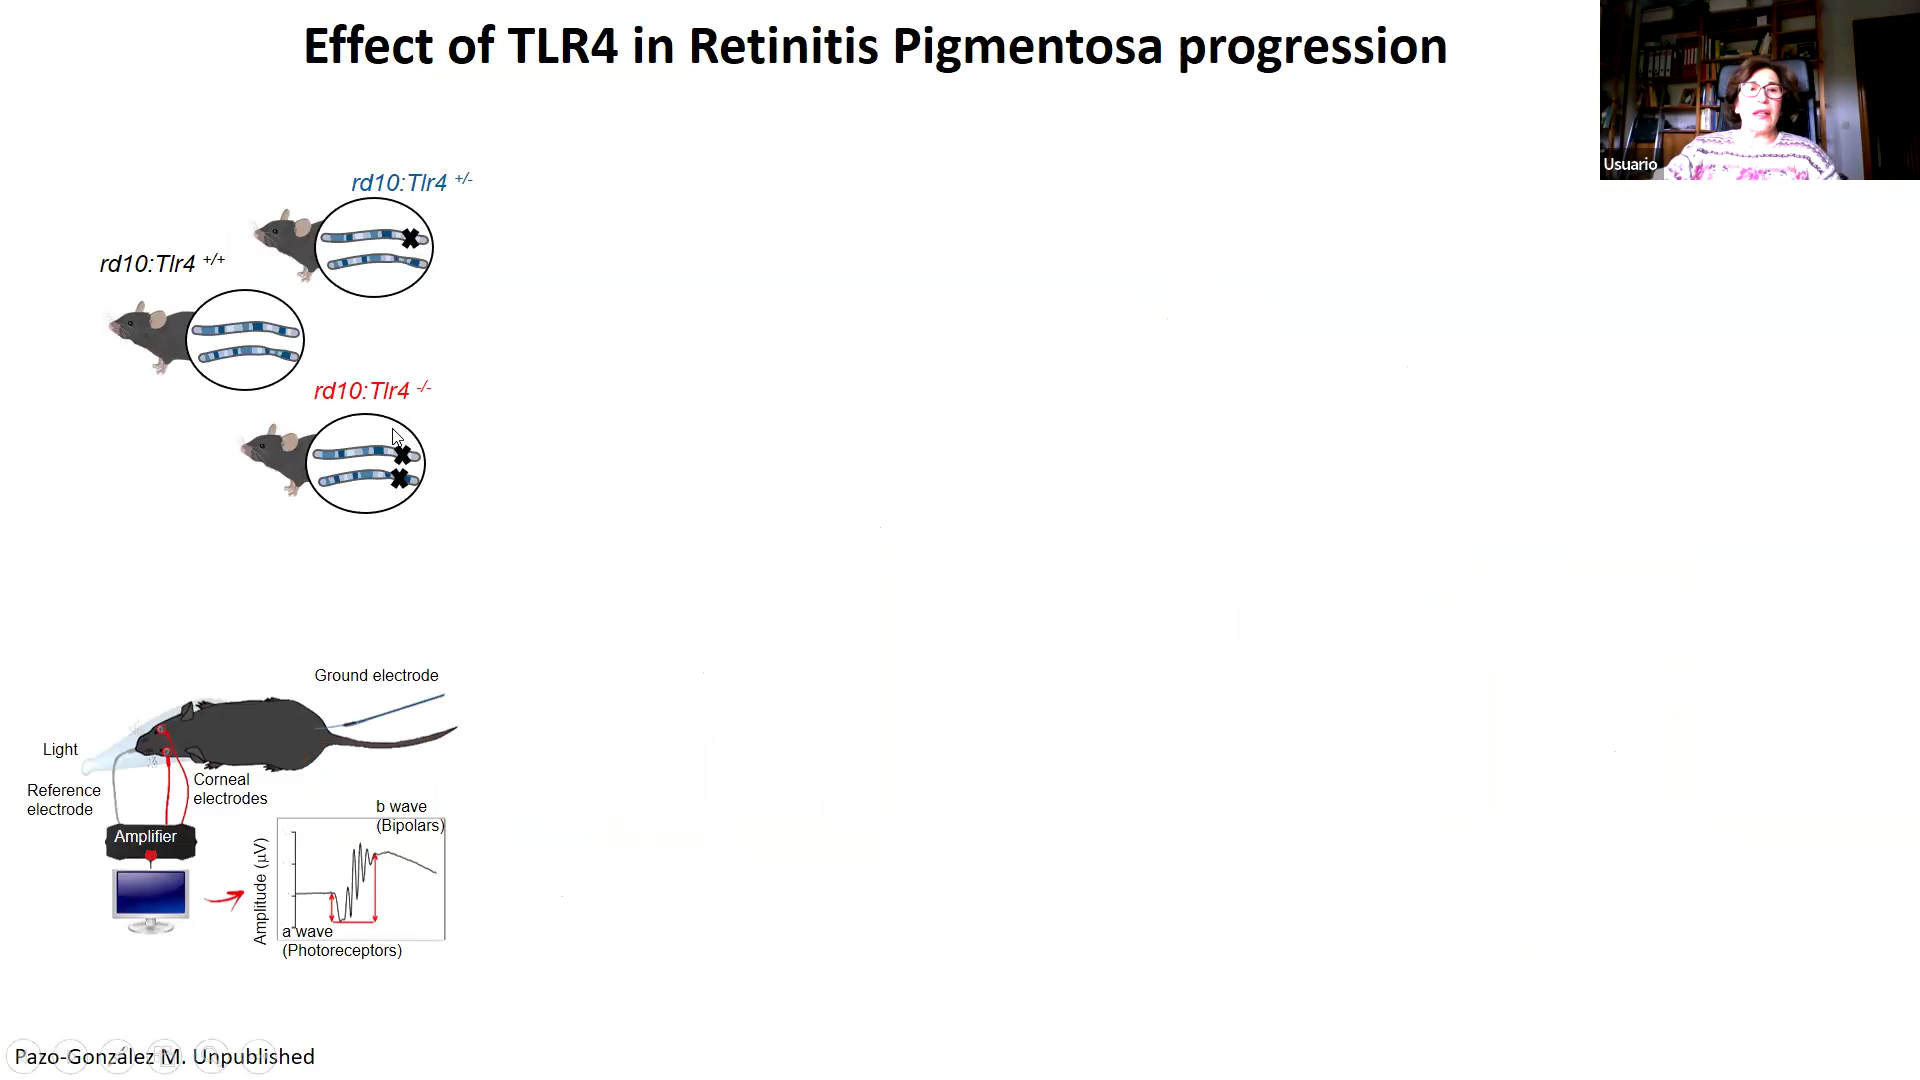 Effect of TLR4 in Retinitis Pigmentosa progression
Usuario
rd10:Tlr4 +/-
rd10:Tlr4 +/+
rd10:Tlr4 -/-
Ground electrode
Light
Reference
electrode
Corneal
electrodes
Amplifier
b wave
(Bipolars)
Amplitude (µV)
a wave
(Photoreceptors)
Pazo-González M. Unpublished